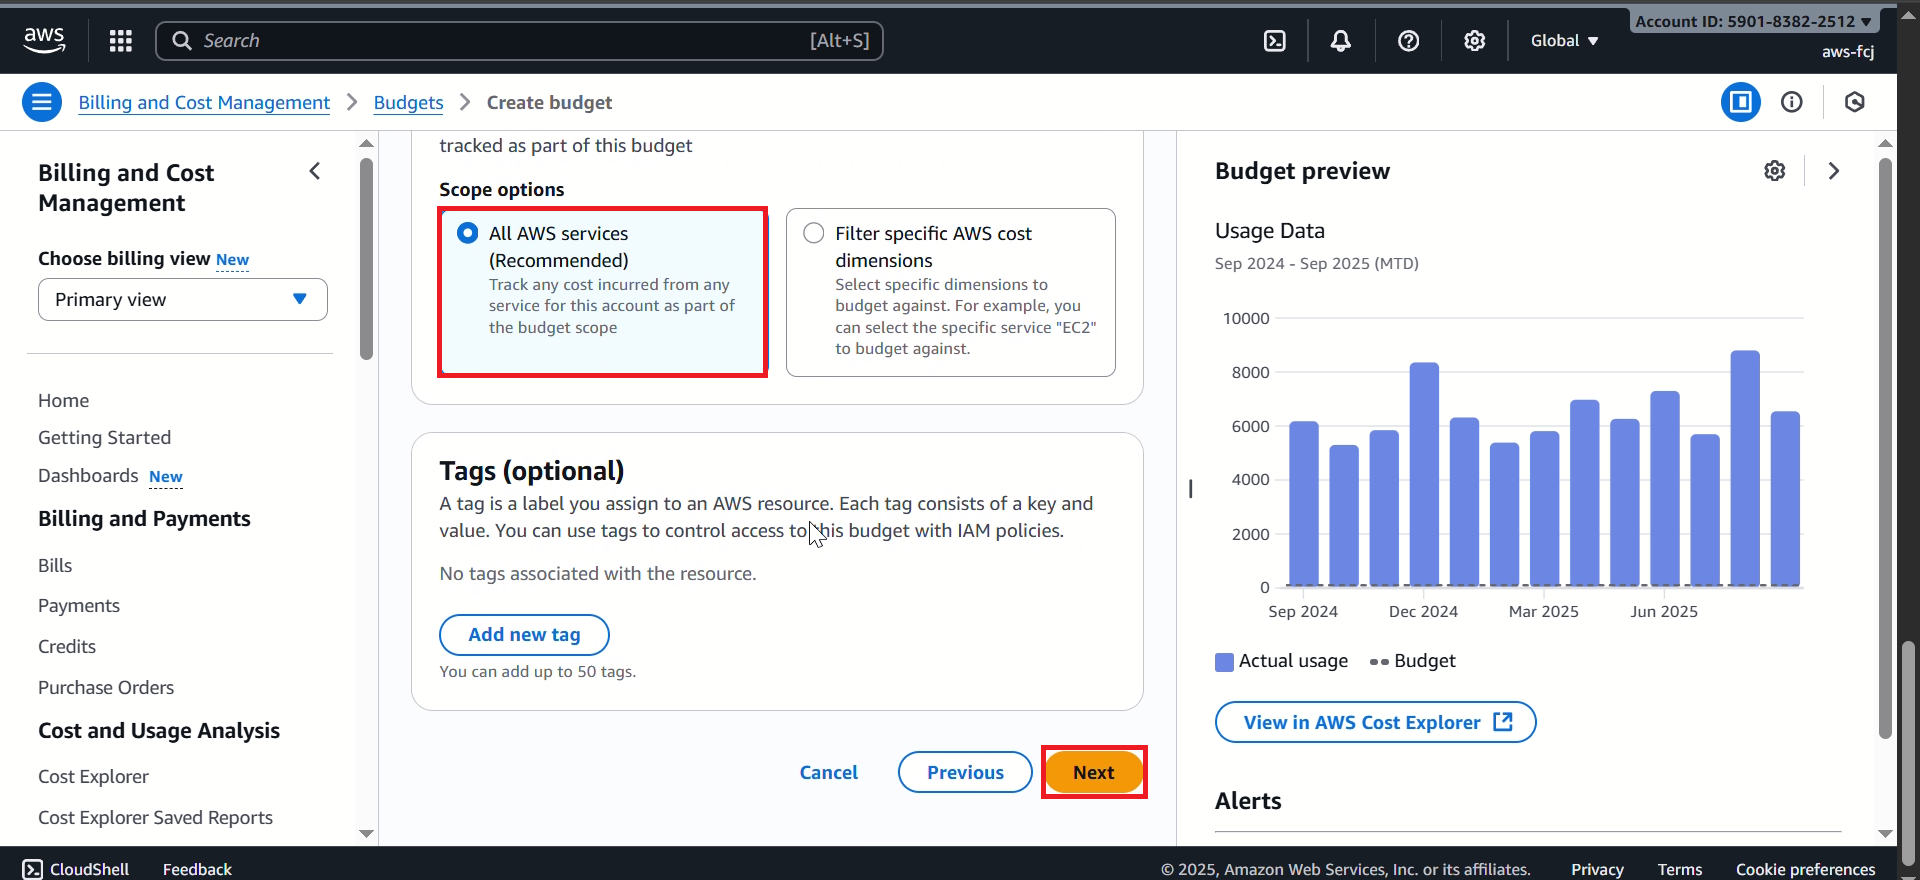 aws
Search [Alt+S]
Global
Account ID: 5901-8382-2512
aws-fcj
Billing and Cost Management > Budgets > Create budget
Billing and Cost
Management
Choose billing view New
Primary view
Home
Getting Started
Dashboards New
Billing and Payments
Bills
Payments
Credits
Purchase Orders
Cost and Usage Analysis
Cost Explorer
Cost Explorer Saved Reports
tracked as part of this budget
Scope options
All AWS services
(Recommended)
Track any cost incurred from any
service for this account as part of
the budget scope
Filter specific AWS cost
dimensions
Select specific dimensions to
budget against. For example, you
can select the specific service "EC2"
to budget against.
Tags (optional)
A tag is a label you assign to an AWS resource. Each tag consists of a key and
value. You can use tags to control access to this budget with IAM policies.
No tags associated with the resource.
Add new tag
You can add up to 50 tags.
Cancel
Previous
Next
Budget preview
Usage Data
Sep 2024 - Sep 2025 (MTD)
10000
8000
6000
4000
2000
0
Sep 2024 Dec 2024 Mar 2025 Jun 2025
Actual usage Budget
View in AWS Cost Explorer
Alerts
CloudShell Feedback
© 2025, Amazon Web Services, Inc. or its affiliates. Privacy Terms Cookie preferences